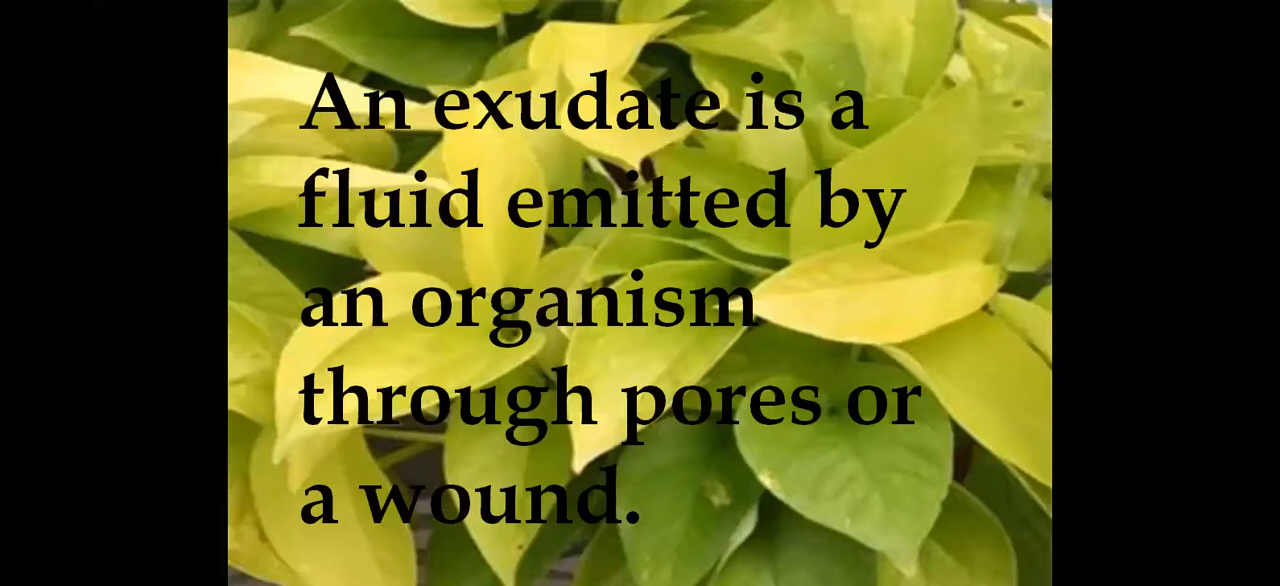 An exudate is a
fluid emitted by
an organism
through pores or
a wound.